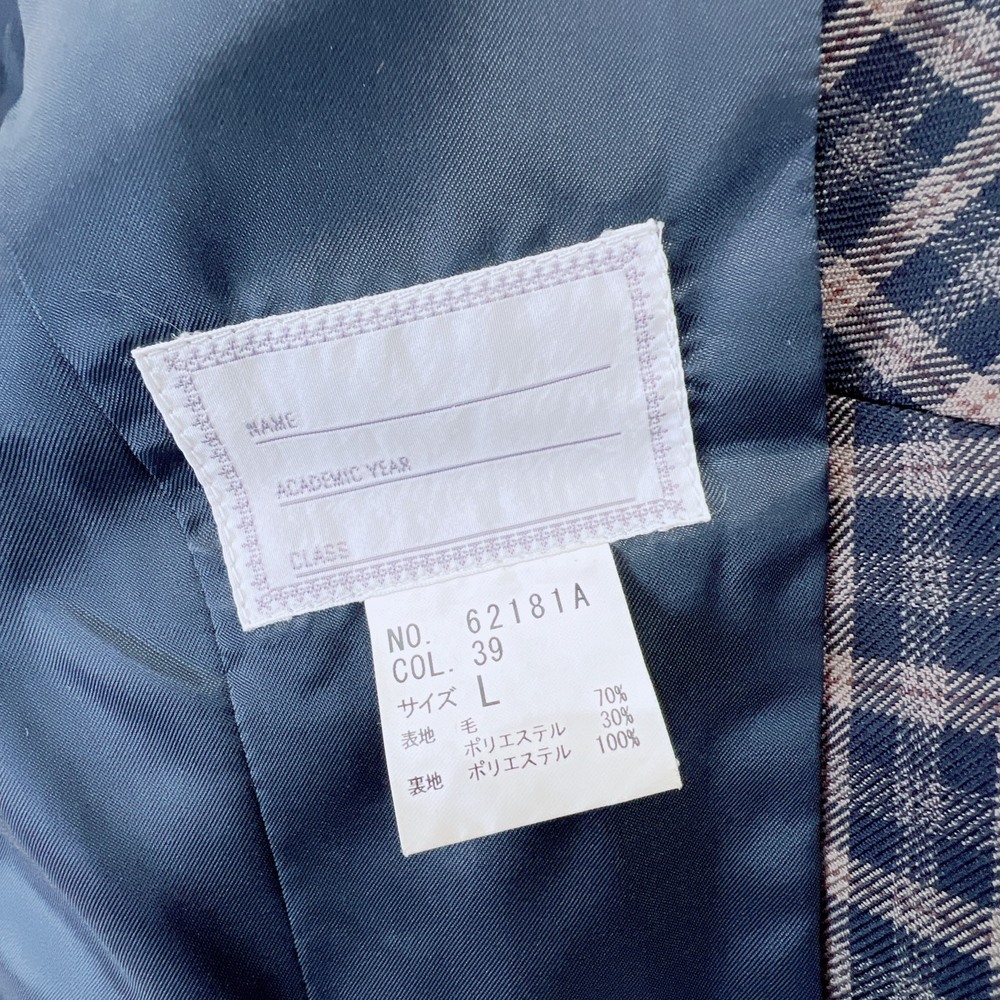 NAME
ACADEMIC YEAR
CLASS
NO. 62181A
COL. 39
サイズ L
表地 毛 70%
ポリエステル 30%
裏地 ポリエステル 100%